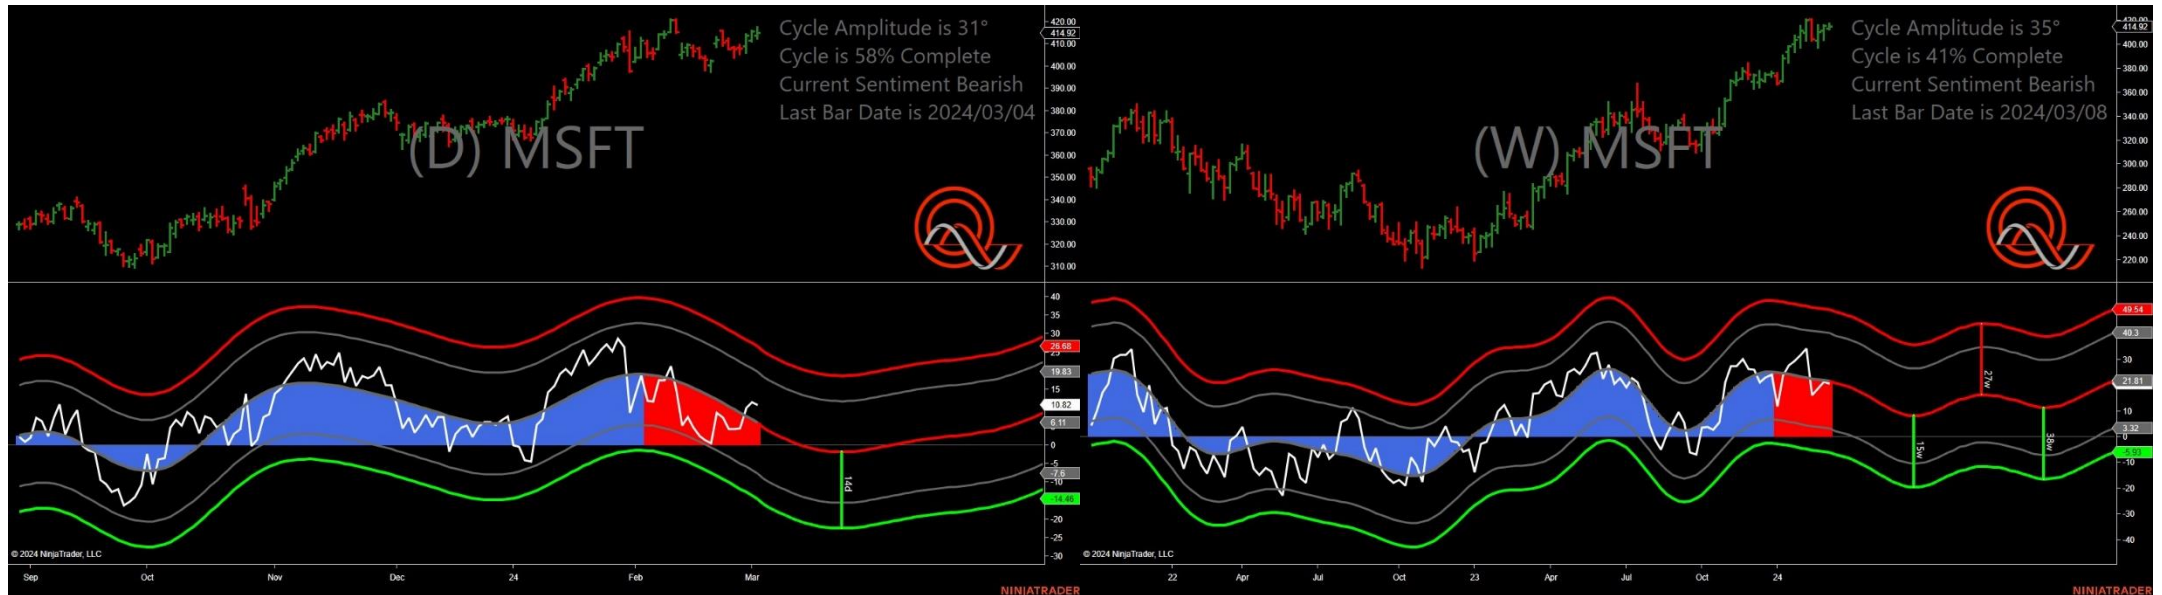 Cycle Amplitude is 31°
Cycle is 58% Complete
Current Sentiment Bearish
Last Bar Date is 2024/03/04
(D) MSFT
420.00
414.92
410.00
400.00
390.00
380.00
370.00
360.00
350.00
340.00
330.00
320.00
310.00
40
35
30
26.68
25
19.83
15
10.82
6.11
0
-5
-7.6
-10
-14.46
-20
-25
-30
14d
© 2024 NinjaTrader, LLC
Sep Oct Nov Dec 24 Feb Mar
NINJATRADER
Cycle Amplitude is 35°
Cycle is 41% Complete
Current Sentiment Bearish
Last Bar Date is 2024/03/08
(W) MSFT
420.00
414.92
400.00
380.00
360.00
340.00
320.00
300.00
280.00
260.00
240.00
220.00
49.54
40.3
30
21.81
10
3.32
0
-5.93
-10
-20
-30
-40
15w
27w
38w
© 2024 NinjaTrader, LLC
22 Apr Jul Oct 23 Apr Jul Oct 24
NINJATRADER